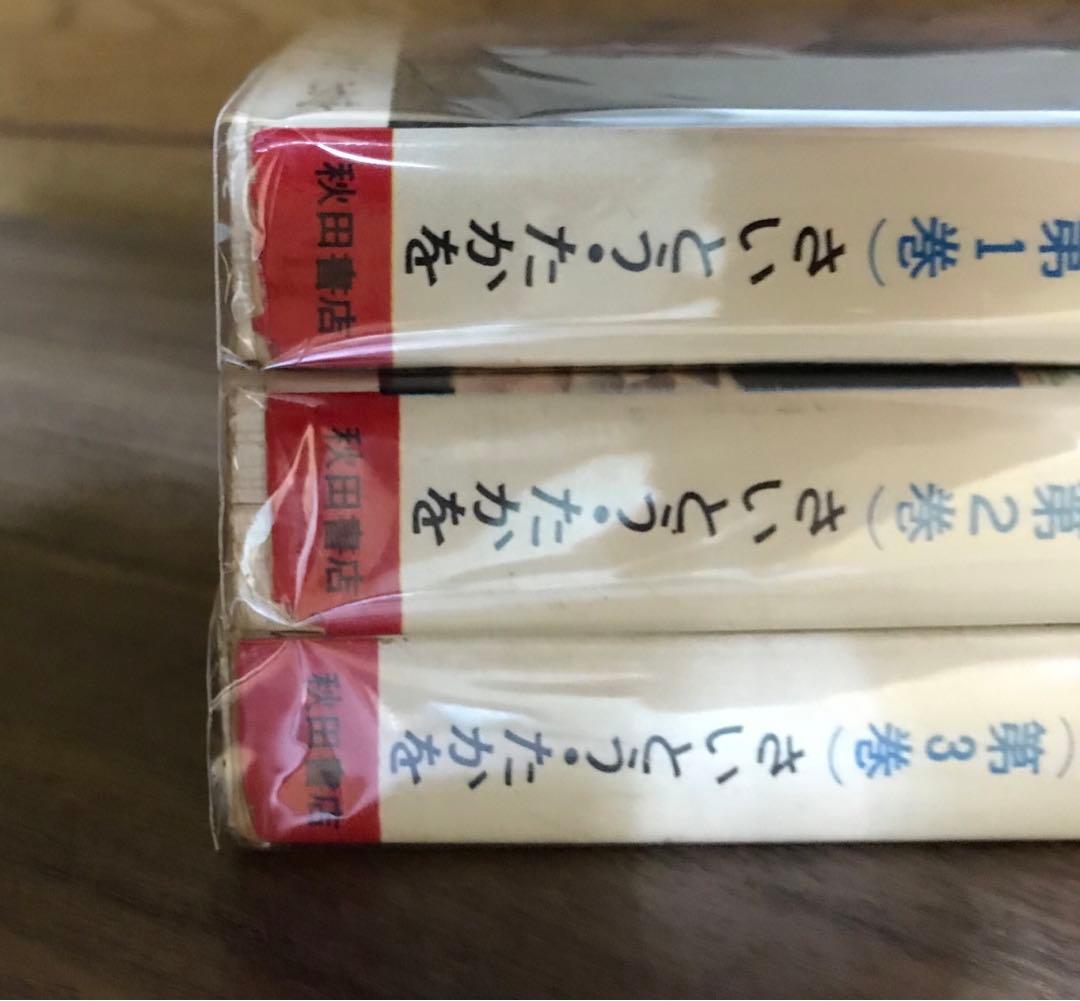 第1巻）さいとう・たかを
秋田書店
第2巻）さいとう・たかを
秋田書店
（第3巻）さいとう・たかを
秋田書店